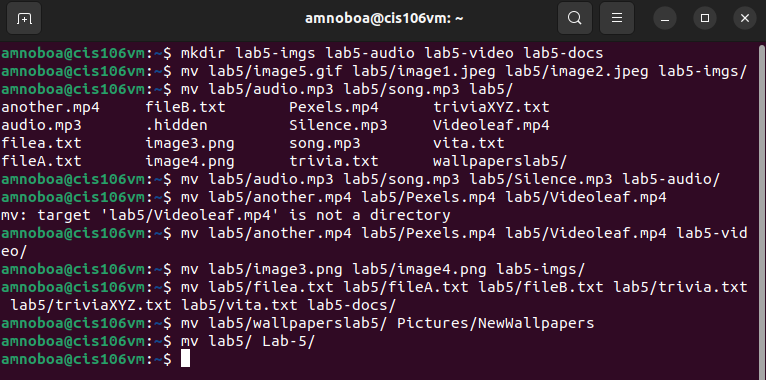 amnoboa@cis106vm: ~
amnoboa@cis106vm:~$ mkdir lab5-imgs lab5-audio lab5-video lab5-docs
amnoboa@cis106vm:~$ mv lab5/image5.gif lab5/image1.jpeg lab5/image2.jpeg lab5-imgs/
amnoboa@cis106vm:~$ mv lab5/audio.mp3 lab5/song.mp3 lab5/
another.mp4 fileB.txt Pexels.mp4 triviaXYZ.txt
audio.mp3 .hidden Silence.mp3 Videoleaf.mp4
filea.txt image3.png song.mp3 vita.txt
fileA.txt image4.png trivia.txt wallpaperslab5/
amnoboa@cis106vm:~$ mv lab5/audio.mp3 lab5/song.mp3 lab5/Silence.mp3 lab5-audio/
amnoboa@cis106vm:~$ mv lab5/another.mp4 lab5/Pexels.mp4 lab5/Videoleaf.mp4
mv: target 'lab5/Videoleaf.mp4' is not a directory
amnoboa@cis106vm:~$ mv lab5/another.mp4 lab5/Pexels.mp4 lab5/Videoleaf.mp4 lab5-vid
eo/
amnoboa@cis106vm:~$ mv lab5/image3.png lab5/image4.png lab5-imgs/
amnoboa@cis106vm:~$ mv lab5/filea.txt lab5/fileA.txt lab5/fileB.txt lab5/trivia.txt
 lab5/triviaXYZ.txt lab5/vita.txt lab5-docs/
amnoboa@cis106vm:~$ mv lab5/wallpaperslab5/ Pictures/NewWallpapers
amnoboa@cis106vm:~$ mv lab5/ Lab-5/
amnoboa@cis106vm:~$